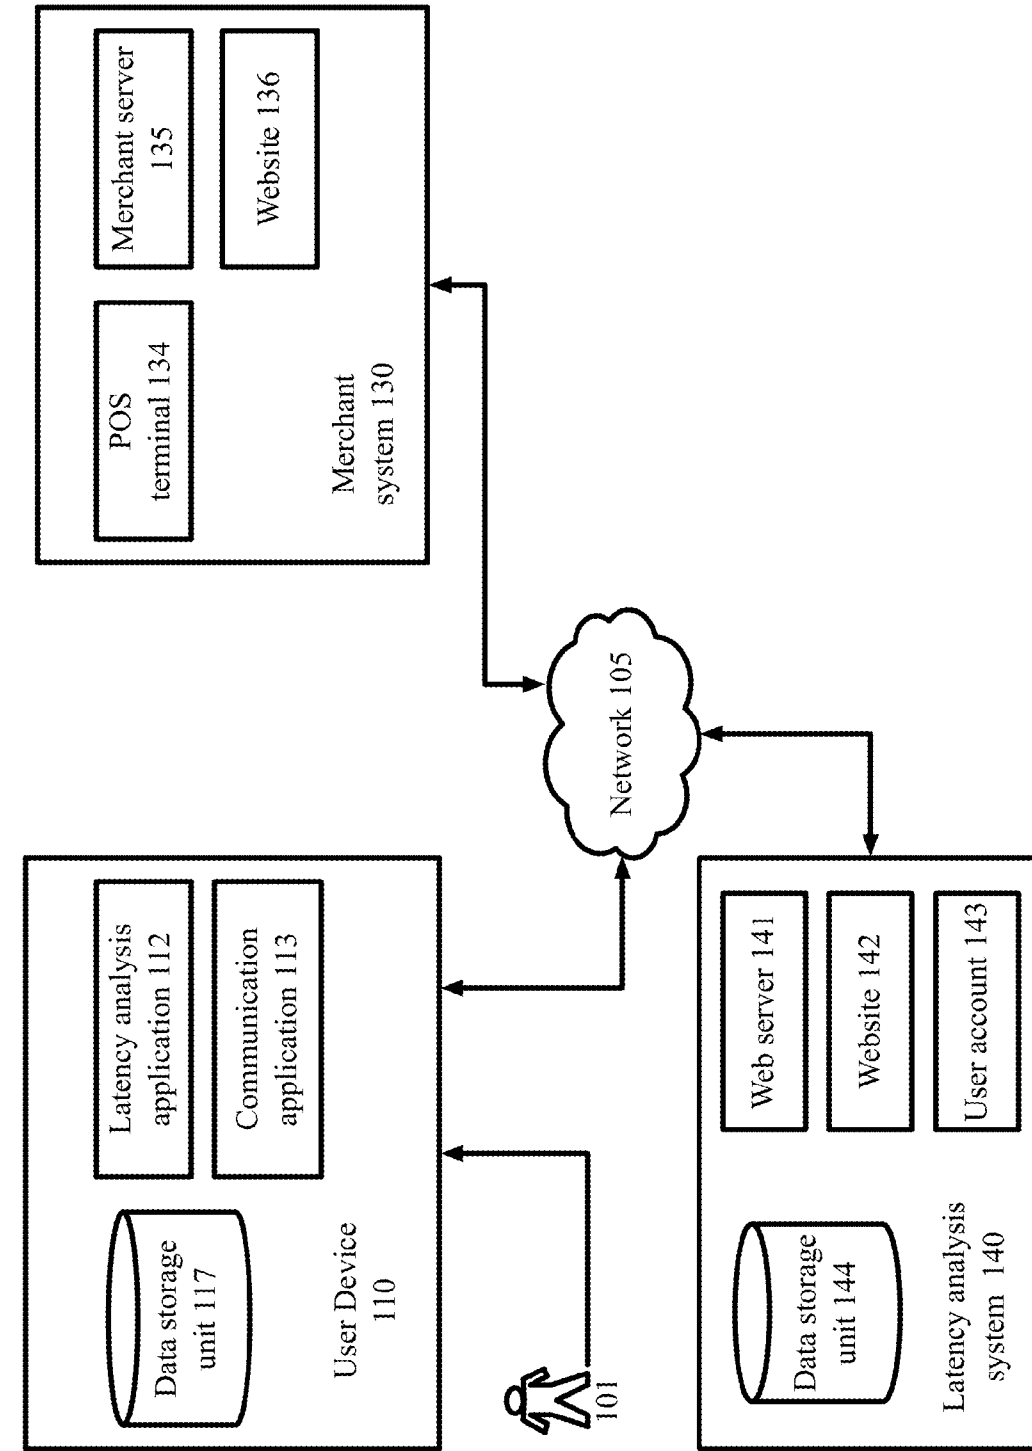 Data storage
unit 117
Latency analysis
application 112
Communication
application 113
User Device
110
101
POS
terminal 134
Merchant server
135
Website 136
Merchant
system 130
Network 105
Data storage
unit 144
Web server 141
Website 142
User account 143
Latency analysis
system 140